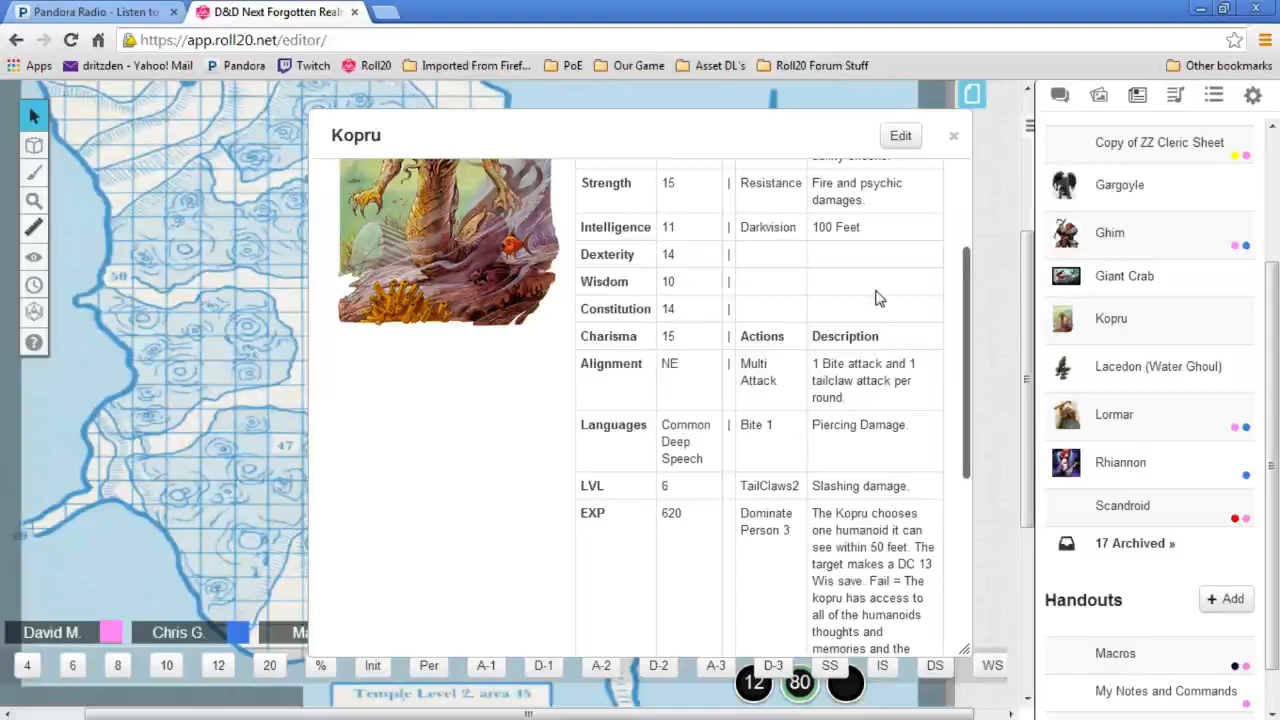 Pandora Radio - Listen to
D&D Next Forgotten Real
https://app.roll20.net/editor/
Apps
dritzden - Yahoo! Mail
Pandora
Twitch
Roll20
Imported From Firef...
PoE
Our Game
Asset DL's
Roll20 Forum Stuff
Other bookmarks
Kopru
Edit
Strength 15 | Resistance Fire and psychic
damages.
Intelligence 11 | Darkvision 100 Feet
Dexterity 14 |
Wisdom 10 |
Constitution 14 |
Charisma 15 | Actions Description
Alignment NE | Multi 1 Bite attack and 1
Attack tailclaw attack per
round.
Languages Common | Bite 1 Piercing Damage.
Deep
Speech
LVL 6 TailClaws2 Slashing damage.
EXP 620 Dominate The Kopru chooses
Person 3 one humanoid it can
see within 50 feet. The
target makes a DC 13
Wis save. Fail = The
kopru has access to
all of the humanoids
thoughts and
memories and the
Copy of ZZ Cleric Sheet
Gargoyle
Ghim
Giant Crab
Kopru
Lacedon (Water Ghoul)
Lormar
Rhiannon
Scandroid
17 Archived »
Handouts
+ Add
Macros
My Notes and Commands
50
47
David M.
Chris G.
4 6 8 10 12 20 % Init Per A-1 D-1 A-2 D-2 A-3 D-3 SS IS DS WS
12 80
Temple Level 2, area 45